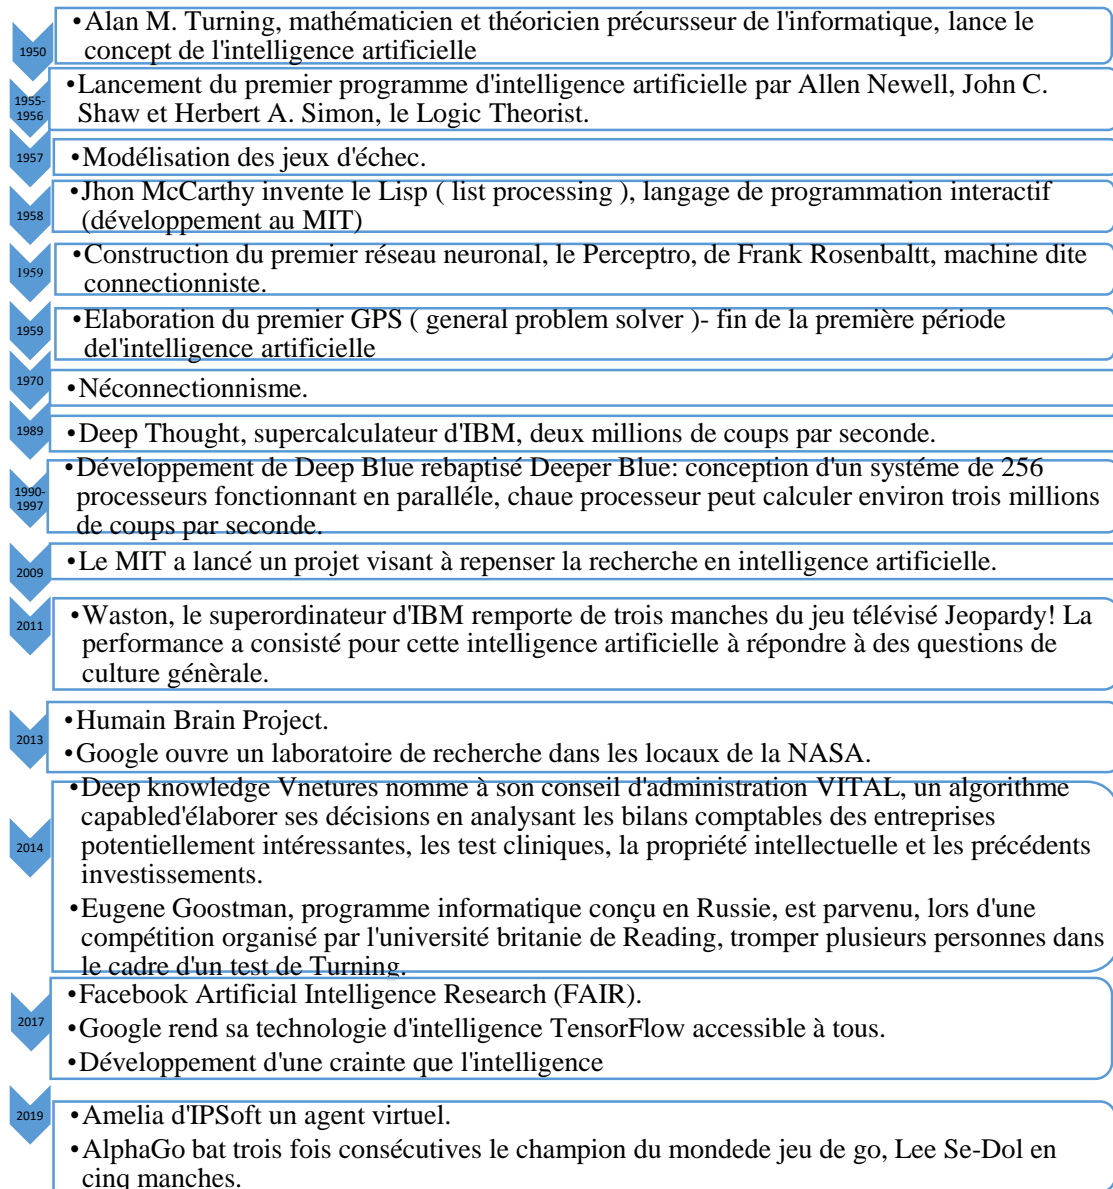 1950
•Alan M. Turning, mathématicien et théoricien précursseur de l'informatique, lance le
concept de l'intelligence artificielle
1955-
1956
•Lancement du premier programme d'intelligence artificielle par Allen Newell, John C.
Shaw et Herbert A. Simon, le Logic Theorist.
1957
•Modélisation des jeux d'échec.
1958
•Jhon McCarthy invente le Lisp ( list processing ), langage de programmation interactif
(développement au MIT)
1959
•Construction du premier réseau neuronal, le Perceptro, de Frank Rosenbaltt, machine dite
connectionniste.
1959
•Elaboration du premier GPS ( general problem solver )- fin de la première période
del'intelligence artificielle
1970
•Néconnectionnisme.
1989
•Deep Thought, supercalculateur d'IBM, deux millions de coups par seconde.
1990-
1997
•Développement de Deep Blue rebaptisé Deeper Blue: conception d'un systéme de 256
processeurs fonctionnant en paralléle, chaue processeur peut calculer environ trois millions
de coups par seconde.
2009
•Le MIT a lancé un projet visant à repenser la recherche en intelligence artificielle.
2011
•Waston, le superordinateur d'IBM remporte de trois manches du jeu télévisé Jeopardy! La
performance a consisté pour cette intelligence artificielle à répondre à des questions de
culture génèrale.
2013
•Humain Brain Project.
•Google ouvre un laboratoire de recherche dans les locaux de la NASA.
2014
•Deep knowledge Vnetures nomme à son conseil d'administration VITAL, un algorithme
capabled'élaborer ses décisions en analysant les bilans comptables des entreprises
potentiellement intéressantes, les test cliniques, la propriété intellectuelle et les précédents
investissements.
•Eugene Goostman, programme informatique conçu en Russie, est parvenu, lors d'une
compétition organisé par l'université britanie de Reading, tromper plusieurs personnes dans
le cadre d'un test de Turning.
2017
•Facebook Artificial Intelligence Research (FAIR).
•Google rend sa technologie d'intelligence TensorFlow accessible à tous.
•Développement d'une crainte que l'intelligence
2019
•Amelia d'IPSoft un agent virtuel.
•AlphaGo bat trois fois consécutives le champion du mondede jeu de go, Lee Se-Dol en
cinq manches.